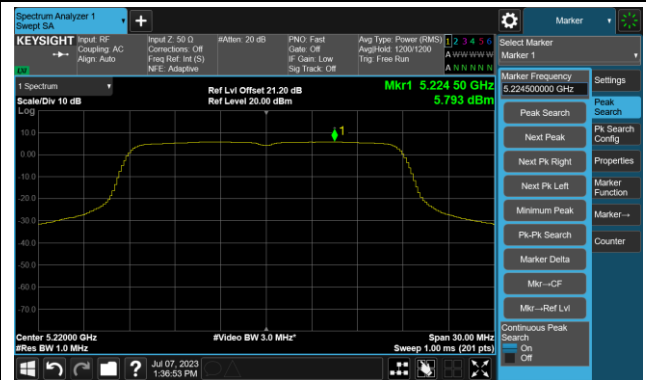 Spectrum Analyzer 1
Swept SA
Marker
KEYSIGHT
Input: RF
Coupling: AC
Align: Auto
Input Z: 50 Ω
Corrections: Off
Freq Ref: Int (S)
NFE: Adaptive
#Atten: 20 dB
PNO: Fast
Gate: Off
IF Gain: Low
Sig Track: Off
Avg Type: Power (RMS)
Avg|Hold: 1200/1200
Trig: Free Run
1 2 3 4 5 6
A W W W W W
A N N N N N
LXI
Select Marker
Marker 1
1 Spectrum
Scale/Div 10 dB
Log
Ref Lvl Offset 21.20 dB
Ref Level 20.00 dBm
Mkr1 5.224 50 GHz
5.793 dBm
1
10.0
0.00
-10.0
-20.0
-30.0
-40.0
-50.0
-60.0
-70.0
Center 5.22000 GHz
#Res BW 1.0 MHz
#Video BW 3.0 MHz*
Span 30.00 MHz
Sweep 1.00 ms (201 pts)
Marker Frequency
5.224500000 GHz
Peak Search
Next Peak
Next Pk Right
Next Pk Left
Minimum Peak
Pk-Pk Search
Marker Delta
Mkr→CF
Mkr→Ref Lvl
Continuous Peak
Search
On
Off
Settings
Peak
Search
Pk Search
Config
Properties
Marker
Function
Marker→
Counter
?
Jul 07, 2023
1:36:53 PM